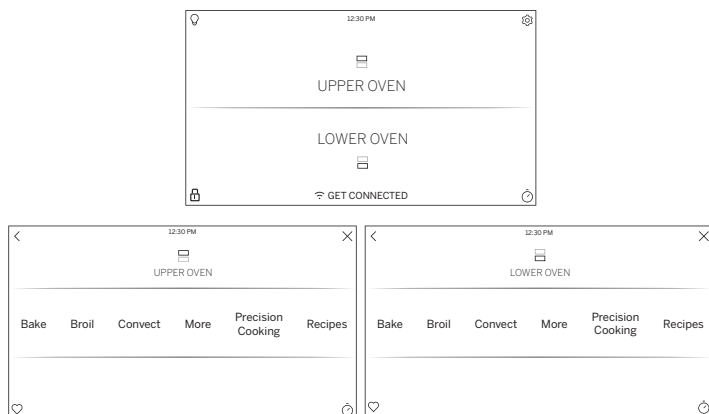 12:30 PM
UPPER OVEN
LOWER OVEN
GET CONNECTED
12:30 PM
UPPER OVEN
Bake Broil Convect More Precision Cooking Recipes
12:30 PM
LOWER OVEN
Bake Broil Convect More Precision Cooking Recipes